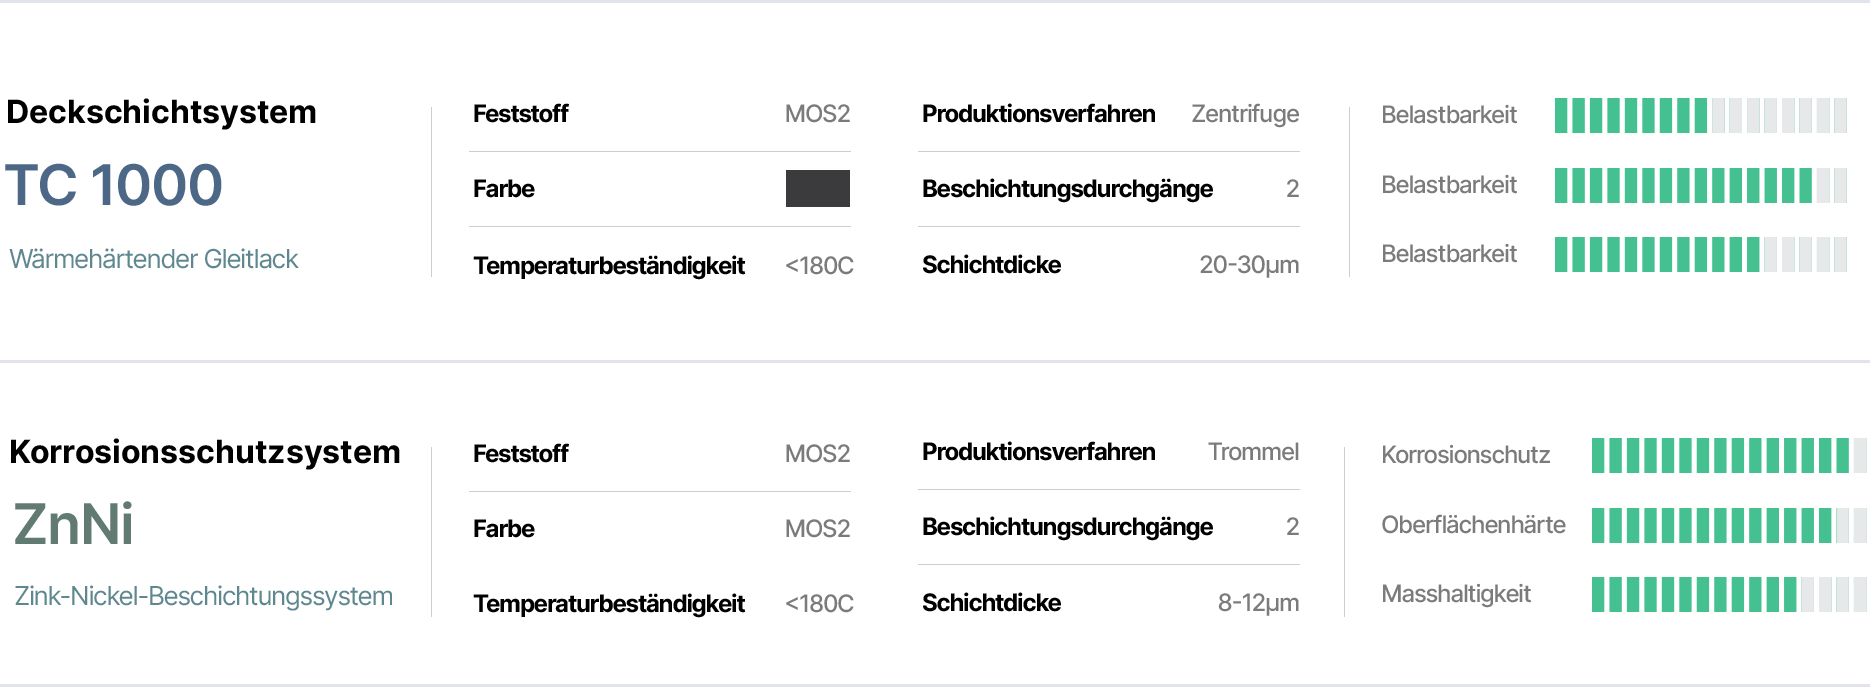 Deckschichtsystem
TC 1000
Wärmehärtender Gleitlack
Feststoff MOS2
Farbe
Temperaturbeständigkeit <180C
Produktionsverfahren Zentrifuge
Beschichtungsdurchgänge 2
Schichtdicke 20-30µm
Belastbarkeit
Belastbarkeit
Belastbarkeit
Korrosionsschutzsystem
ZnNi
Zink-Nickel-Beschichtungssystem
Feststoff MOS2
Farbe MOS2
Temperaturbeständigkeit <180C
Produktionsverfahren Trommel
Beschichtungsdurchgänge 2
Schichtdicke 8-12µm
Korrosionschutz
Oberflächenhärte
Masshaltigkeit